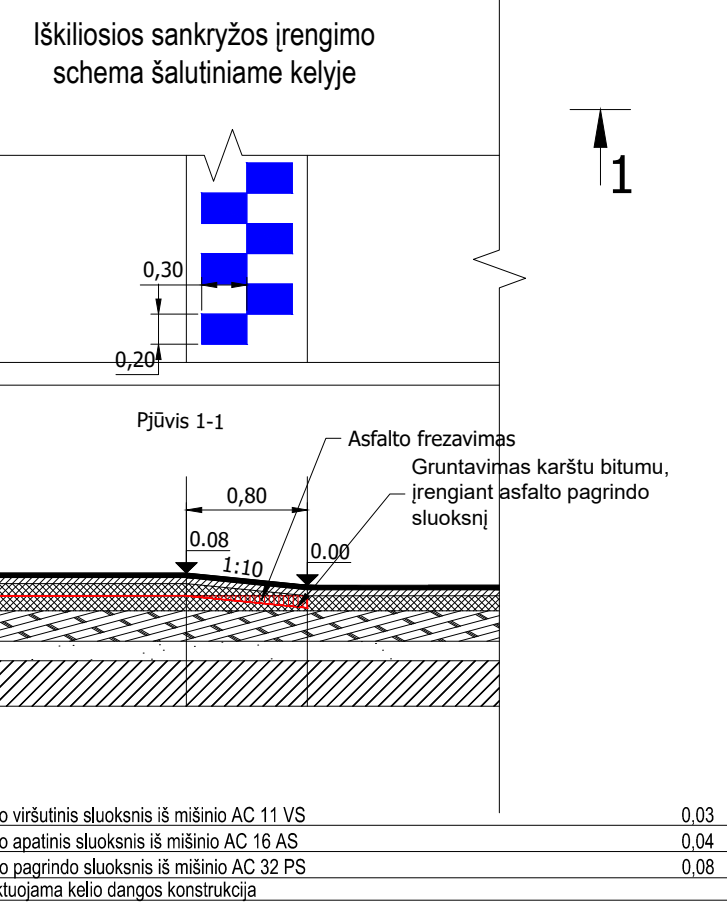 Iškiliosios sankryžos įrengimo
schema šalutiniame kelyje
1
0,30
0,20
Pjūvis 1-1
Asfalto frezavimas
Gruntavimas karštu bitumu,
įrengiant asfalto pagrindo
sluoksnį
0,80
0.08
1:10
0.00
o viršutinis sluoksnis iš mišinio AC 11 VS 0,03
o apatinis sluoksnis iš mišinio AC 16 AS 0,04
o pagrindo sluoksnis iš mišinio AC 32 PS 0,08
ktuojama kelio dangos konstrukcija